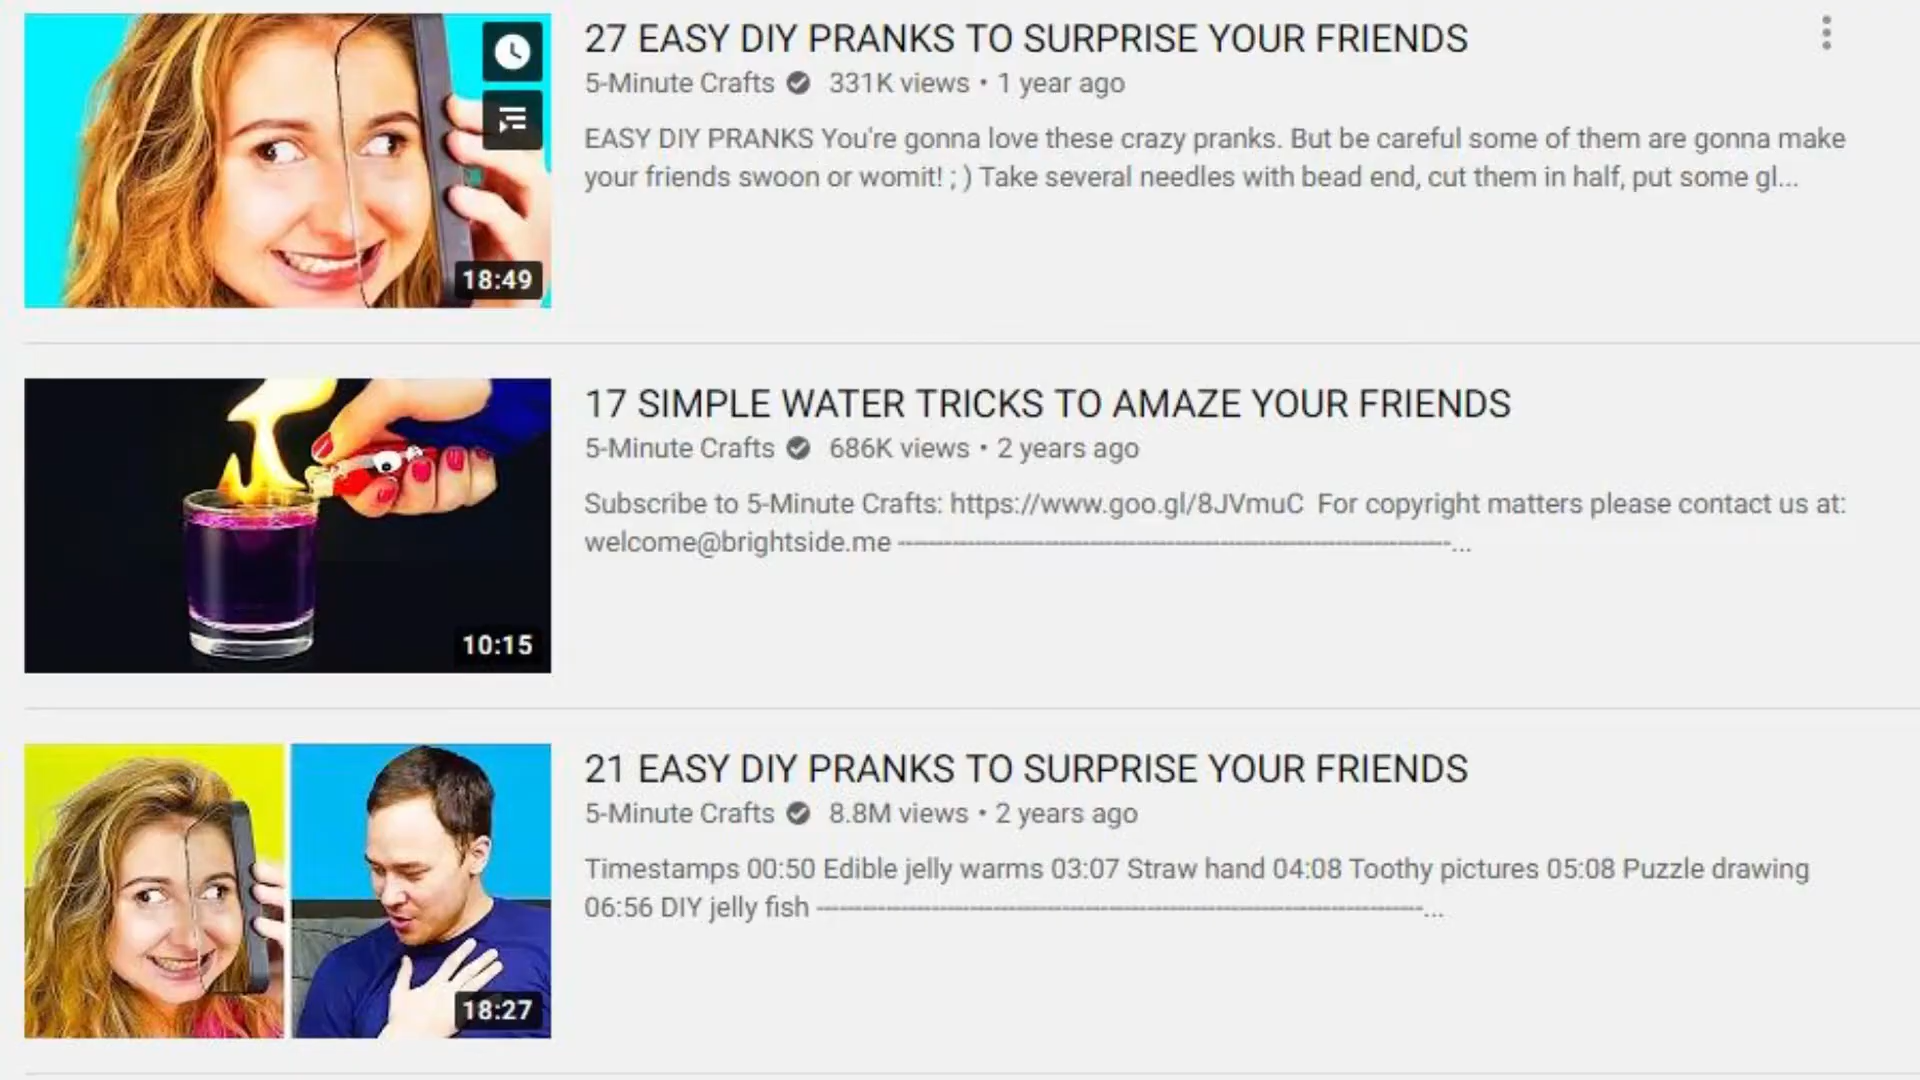 27 EASY DIY PRANKS TO SURPRISE YOUR FRIENDS
5-Minute Crafts 331K views • 1 year ago
EASY DIY PRANKS You're gonna love these crazy pranks. But be careful some of them are gonna make
your friends swoon or womit! ; ) Take several needles with bead end, cut them in half, put some gl...
18:49
17 SIMPLE WATER TRICKS TO AMAZE YOUR FRIENDS
5-Minute Crafts 686K views • 2 years ago
Subscribe to 5-Minute Crafts: https://www.goo.gl/8JVmuC For copyright matters please contact us at:
welcome@brightside.me ----------------------------------------------------------------------------------------...
10:15
21 EASY DIY PRANKS TO SURPRISE YOUR FRIENDS
5-Minute Crafts 8.8M views • 2 years ago
Timestamps 00:50 Edible jelly warms 03:07 Straw hand 04:08 Toothy pictures 05:08 Puzzle drawing
06:56 DIY jelly fish ------------------------------------------------------------------------------------------------...
18:27